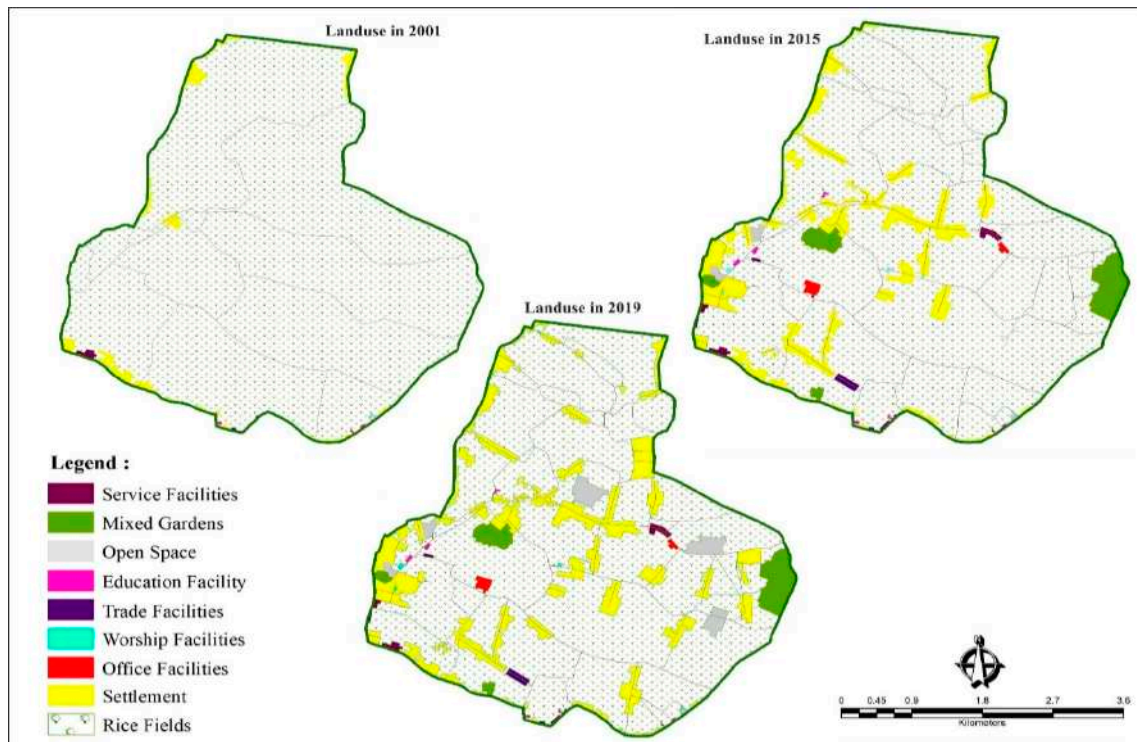 Landuse in 2001
Landuse in 2015
Landuse in 2019
Legend :
Service Facilities
Mixed Gardens
Open Space
Education Facility
Trade Facilities
Worship Facilities
Office Facilities
Settlement
Rice Fields
0 0.45 0.9 1.8 2.7 3.6
Kilometers